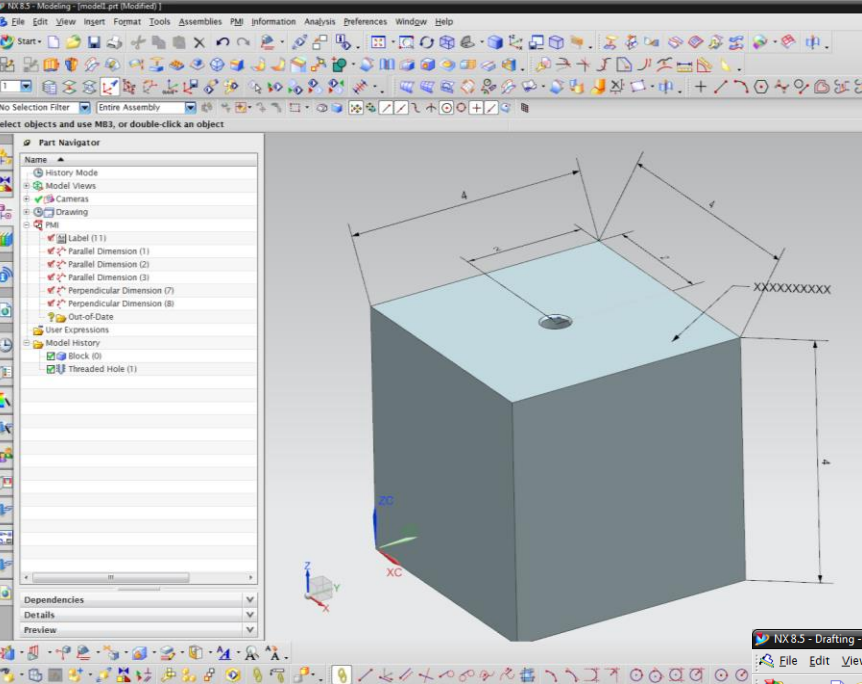 NX 8.5 - Modeling - [model1.prt (Modified) ]
File Edit View Insert Format Tools Assemblies PMI Information Analysis Preferences Window Help
Start
1
No Selection Filter Entire Assembly
elect objects and use MB3, or double-click an object
Part Navigator
Name
History Mode
Model Views
Cameras
Drawing
PMI
Label (11)
Parallel Dimension (1)
Parallel Dimension (2)
Parallel Dimension (3)
Perpendicular Dimension (7)
Perpendicular Dimension (8)
Out-of-Date
User Expressions
Model History
Block (0)
Threaded Hole (1)
Dependencies
Details
Preview
4
4
2
2
XXXXXXXXXX
4
ZC
XC
Z
Y
X
NX 8.5 - Drafting -
File Edit View